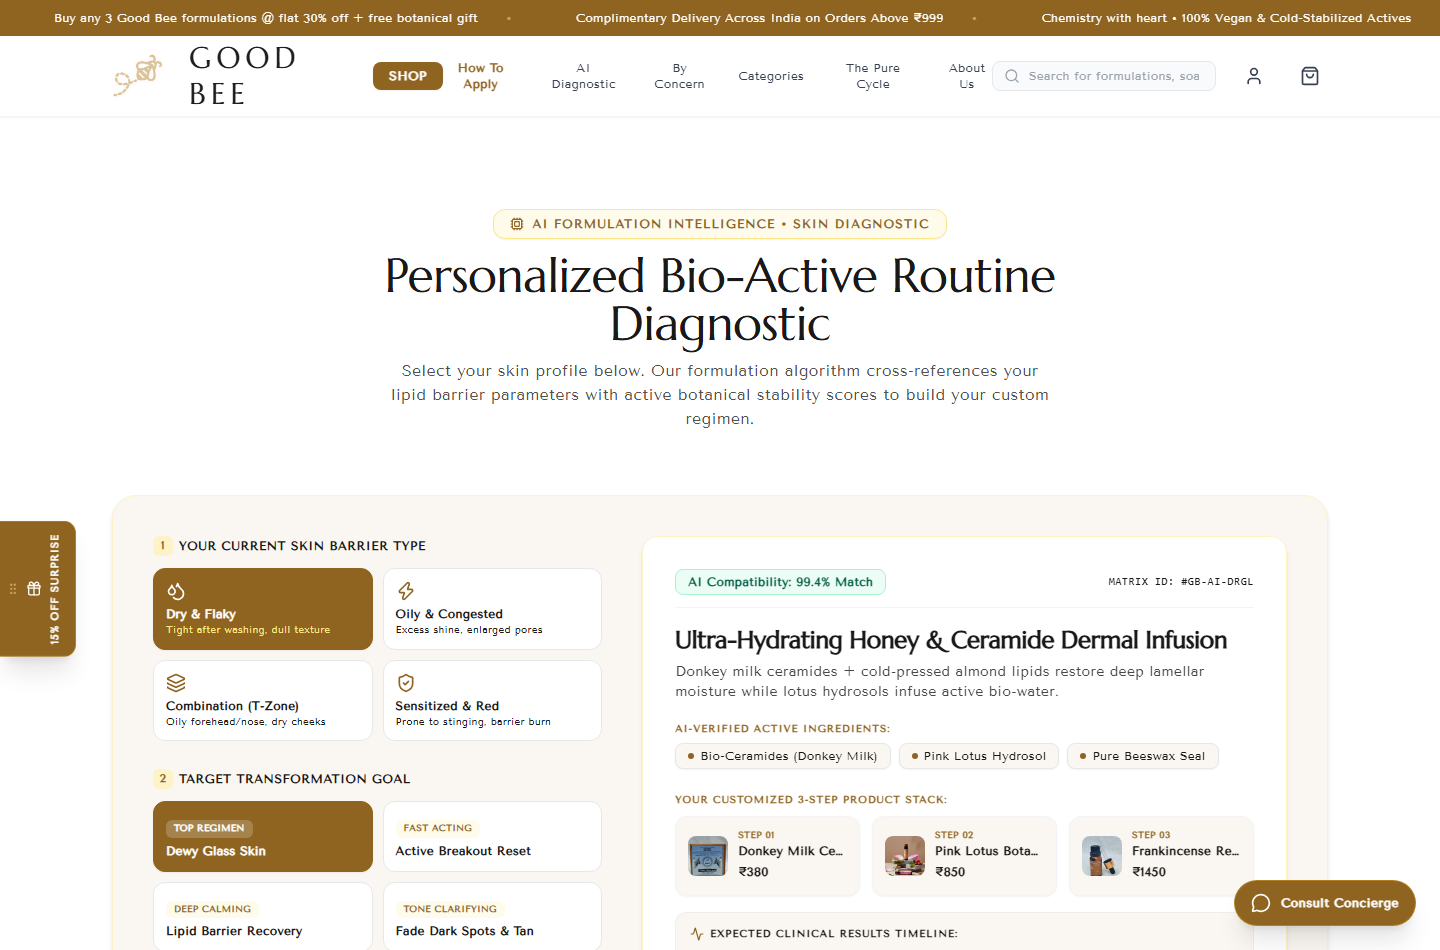 Buy any 3 Good Bee formulations @ flat 30% off + free botanical gift • Complimentary Delivery Across India on Orders Above ₹999 • Chemistry with heart • 100% Vegan & Cold-Stabilized Actives
GOOD
BEE
SHOP
How To
Apply
AI
Diagnostic
By
Concern
Categories
The Pure
Cycle
About
Us
Search for formulations, soa
AI FORMULATION INTELLIGENCE • SKIN DIAGNOSTIC
Personalized Bio-Active Routine
Diagnostic
Select your skin profile below. Our formulation algorithm cross-references your
lipid barrier parameters with active botanical stability scores to build your custom
regimen.
15% OFF SURPRISE
1 YOUR CURRENT SKIN BARRIER TYPE
Dry & Flaky
Tight after washing, dull texture
Oily & Congested
Excess shine, enlarged pores
Combination (T-Zone)
Oily forehead/nose, dry cheeks
Sensitized & Red
Prone to stinging, barrier burn
2 TARGET TRANSFORMATION GOAL
TOP REGIMEN
Dewy Glass Skin
FAST ACTING
Active Breakout Reset
DEEP CALMING
Lipid Barrier Recovery
TONE CLARIFYING
Fade Dark Spots & Tan
AI Compatibility: 99.4% Match
MATRIX ID: #GB-AI-DRGL
Ultra-Hydrating Honey & Ceramide Dermal Infusion
Donkey milk ceramides + cold-pressed almond lipids restore deep lamellar
moisture while lotus hydrosols infuse active bio-water.
AI-VERIFIED ACTIVE INGREDIENTS:
• Bio-Ceramides (Donkey Milk) • Pink Lotus Hydrosol • Pure Beeswax Seal
YOUR CUSTOMIZED 3-STEP PRODUCT STACK:
STEP 01
Donkey Milk Ce...
₹380
STEP 02
Pink Lotus Bota...
₹850
STEP 03
Frankincense Re...
₹1450
EXPECTED CLINICAL RESULTS TIMELINE:
Consult Concierge